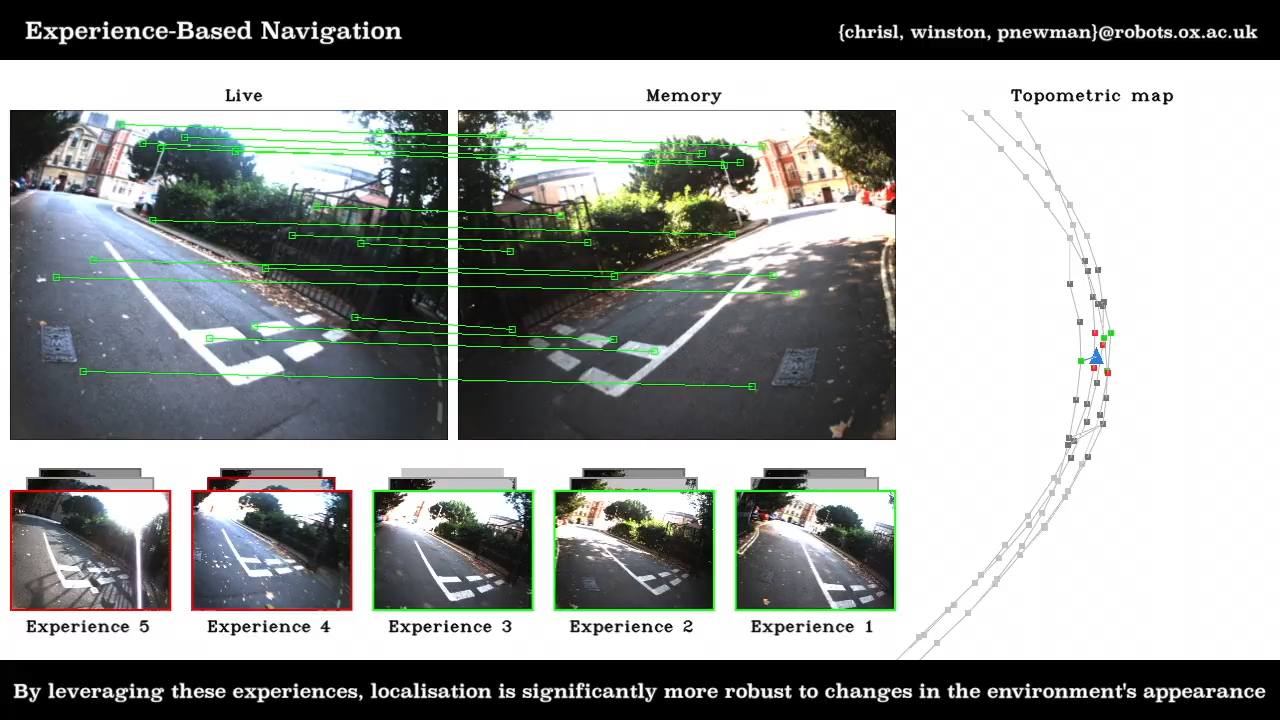 Experience-Based Navigation
{chrisl, winston, pnewman}@robots.ox.ac.uk
Live
Memory
Topometric map
Experience 5
Experience 4
Experience 3
Experience 2
Experience 1
By leveraging these experiences, localisation is significantly more robust to changes in the environment's appearance